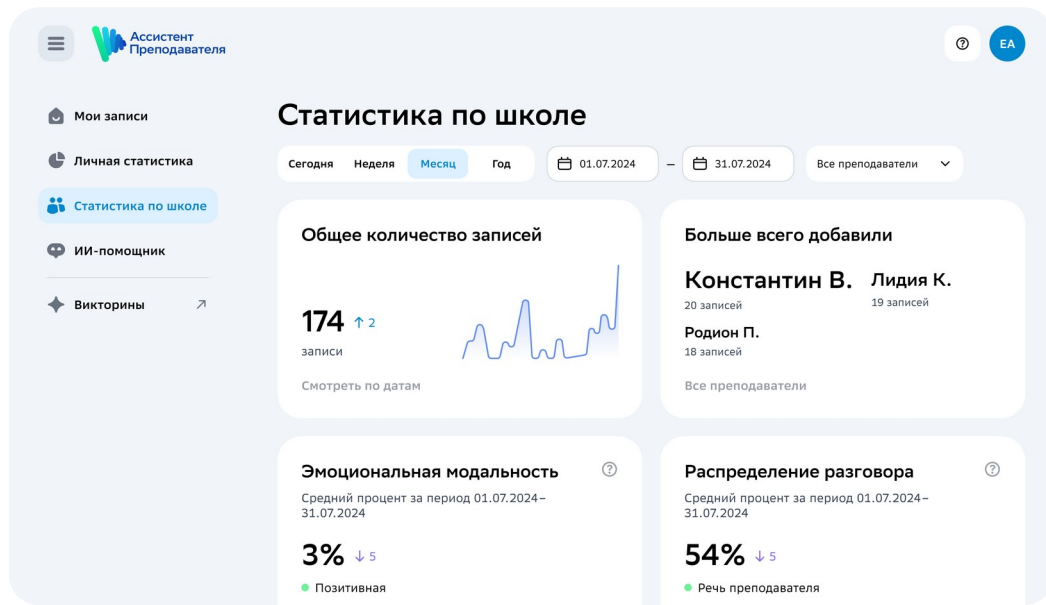 Ассистент
Преподавателя
EA
Мои записи
Личная статистика
Статистика по школе
ИИ-помощник
Викторины
Статистика по школе
Сегодня Неделя Месяц Год 01.07.2024 – 31.07.2024 Все преподаватели
Общее количество записей
174 ↑ 2
записи
Смотреть по датам
Больше всего добавили
Константин В. Лидия К.
20 записей 19 записей
Родион П.
18 записей
Все преподаватели
Эмоциональная модальность
Средний процент за период 01.07.2024–
31.07.2024
3% ↓ 5
Позитивная
Распределение разговора
Средний процент за период 01.07.2024–
31.07.2024
54% ↓ 5
Речь преподавателя